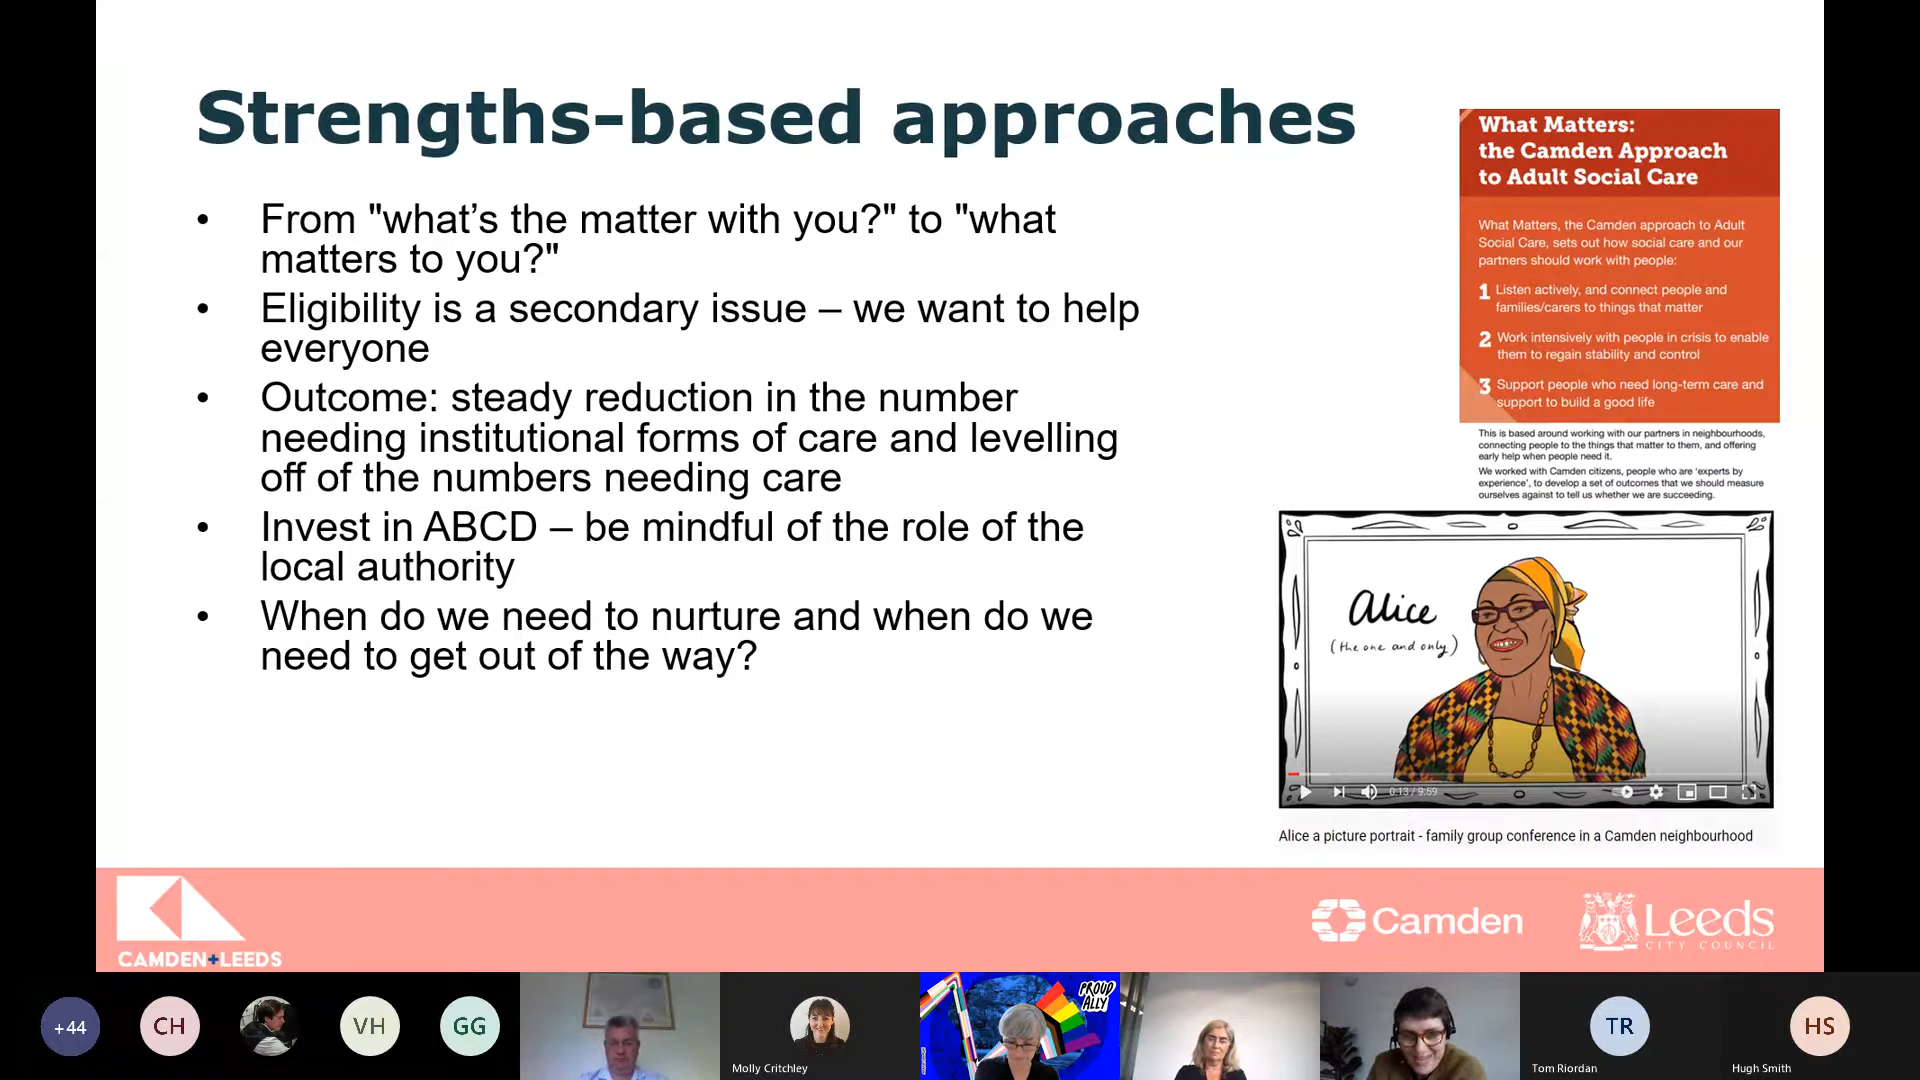 Strengths-based approaches
• From "what’s the matter with you?" to "what
matters to you?"
• Eligibility is a secondary issue – we want to help
everyone
• Outcome: steady reduction in the number
needing institutional forms of care and levelling
off of the numbers needing care
• Invest in ABCD – be mindful of the role of the
local authority
• When do we need to nurture and when do we
need to get out of the way?
What Matters:
the Camden Approach
to Adult Social Care
What Matters, the Camden approach to Adult
Social Care, sets out how social care and our
partners should work with people:
1 Listen actively, and connect people and
families/carers to things that matter
2 Work intensively with people in crisis to enable
them to regain stability and control
3 Support people who need long-term care and
support to build a good life
This is based around working with our partners in neighbourhoods,
connecting people to the things that matter to them, and offering
early help when people need it.
We worked with Camden citizens, people who are ‘experts by
experience’, to develop a set of outcomes that we should measure
ourselves against to tell us whether we are succeeding.
Alice
(the one and only)
0:13 / 9:59
Alice a picture portrait - family group conference in a Camden neighbourhood
CAMDEN+LEEDS
Camden
Leeds
CITY COUNCIL
+44
CH
VH
GG
Molly Critchley
PROUD
ALLY
TR
Tom Riordan
HS
Hugh Smith